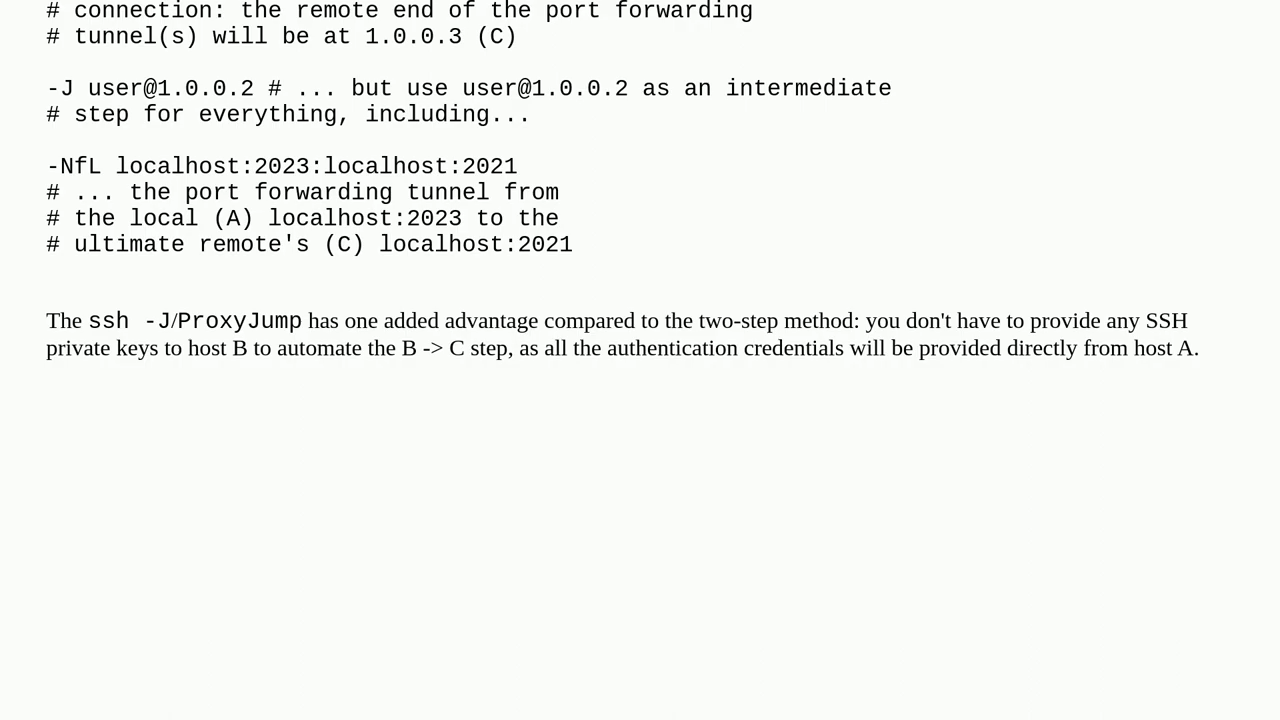 # connection: the remote end of the port forwarding
# tunnel(s) will be at 1.0.0.3 (C)
-J user@1.0.0.2 # ... but use user@1.0.0.2 as an intermediate
# step for everything, including...
-NfL localhost:2023:localhost:2021
# ... the port forwarding tunnel from
# the local (A) localhost:2023 to the
# ultimate remote's (C) localhost:2021
The ssh -J/ProxyJump has one added advantage compared to the two-step method: you don't have to provide any SSH
private keys to host B to automate the B -> C step, as all the authentication credentials will be provided directly from host A.